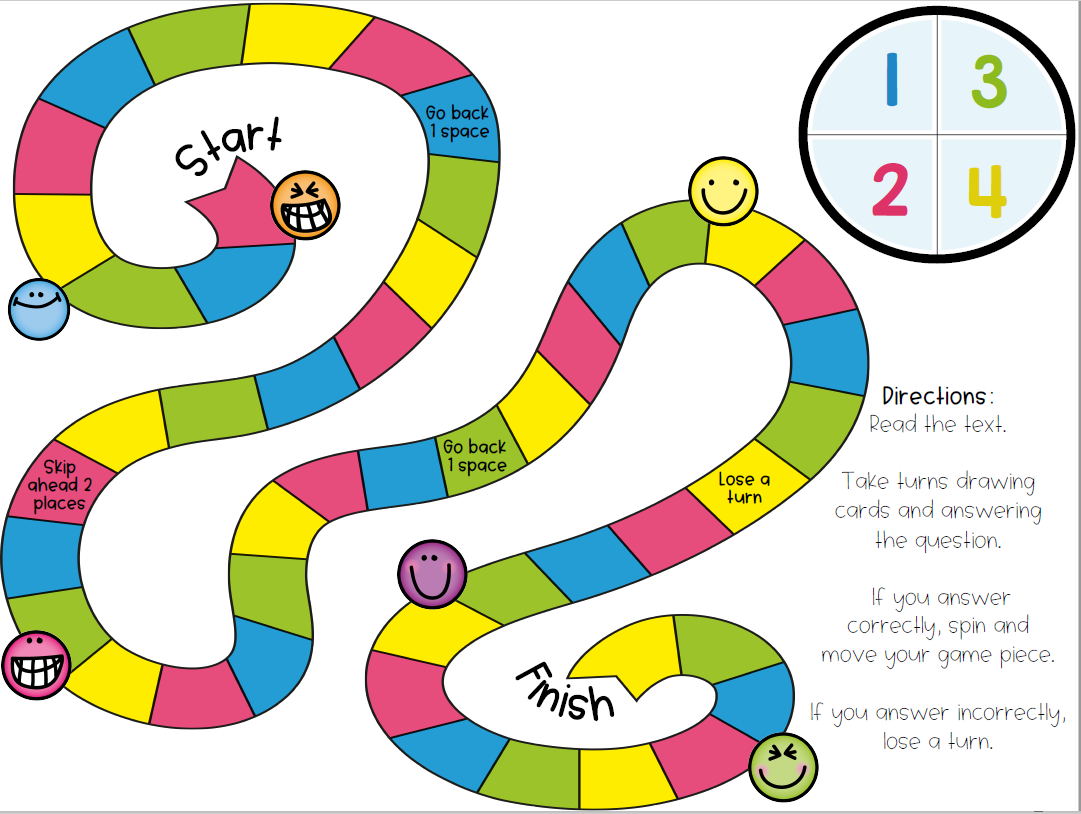 Start
Go back
1 space
1
3
2
4
Skip
ahead 2
places
Go back
1 space
Lose a
turn
Finish
Directions:
Read the text.
Take turns drawing
cards and answering
the question.
If you answer
correctly, spin and
move your game piece.
If you answer incorrectly,
lose a turn.